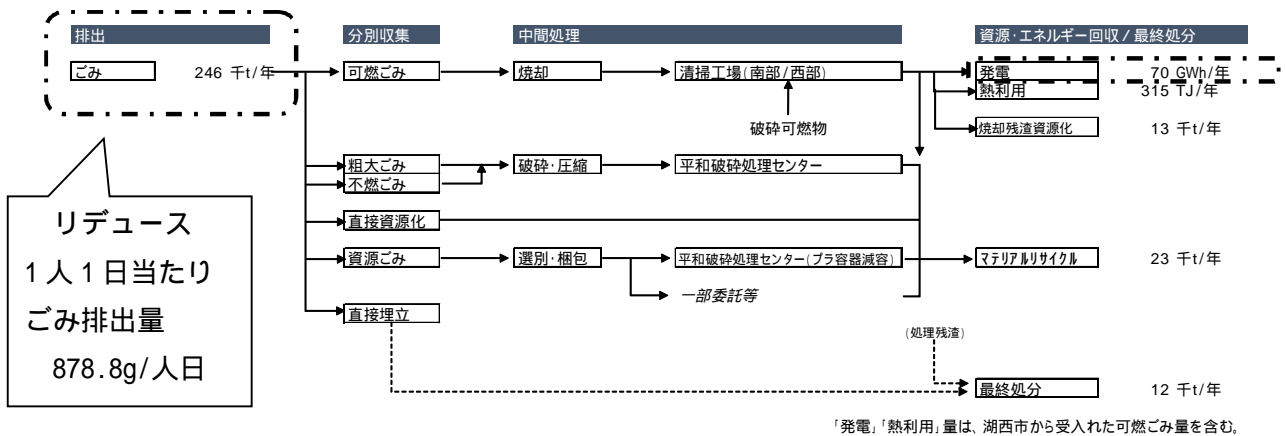 排出
分別収集
中間処理
資源・エネルギー回収/最終処分
ごみ
246 千t/年
可燃ごみ
焼却
清掃工場(南部/西部)
発電
70 GWh/年
熱利用
315 TJ/年
破砕可燃物
焼却残渣資源化
13 千t/年
粗大ごみ
破砕・圧縮
平和破砕処理センター
不燃ごみ
直接資源化
資源ごみ
選別・梱包
平和破砕処理センター(プラ容器減容)
マテリアルリサイクル
23 千t/年
一部委託等
直接埋立
(処理残渣)
最終処分
12 千t/年
リデュース
1人1日当たり
ごみ排出量
878.8g/人日
「発電」「熱利用」量は、湖西市から受入れた可燃ごみ量を含む。